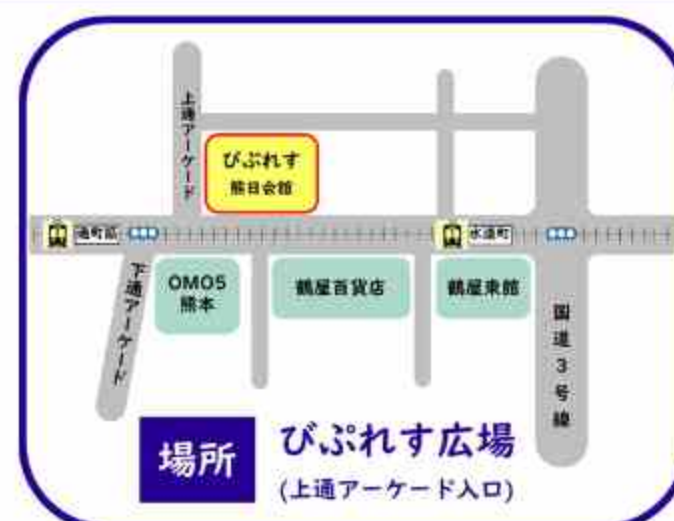 上通アーケード
びぷれす
熊日会館
通町筋
水道町
下通アーケード
OMO5
熊本
鶴屋百貨店
鶴屋東館
国道3号線
場所
びぷれす広場
(上通アーケード入口)